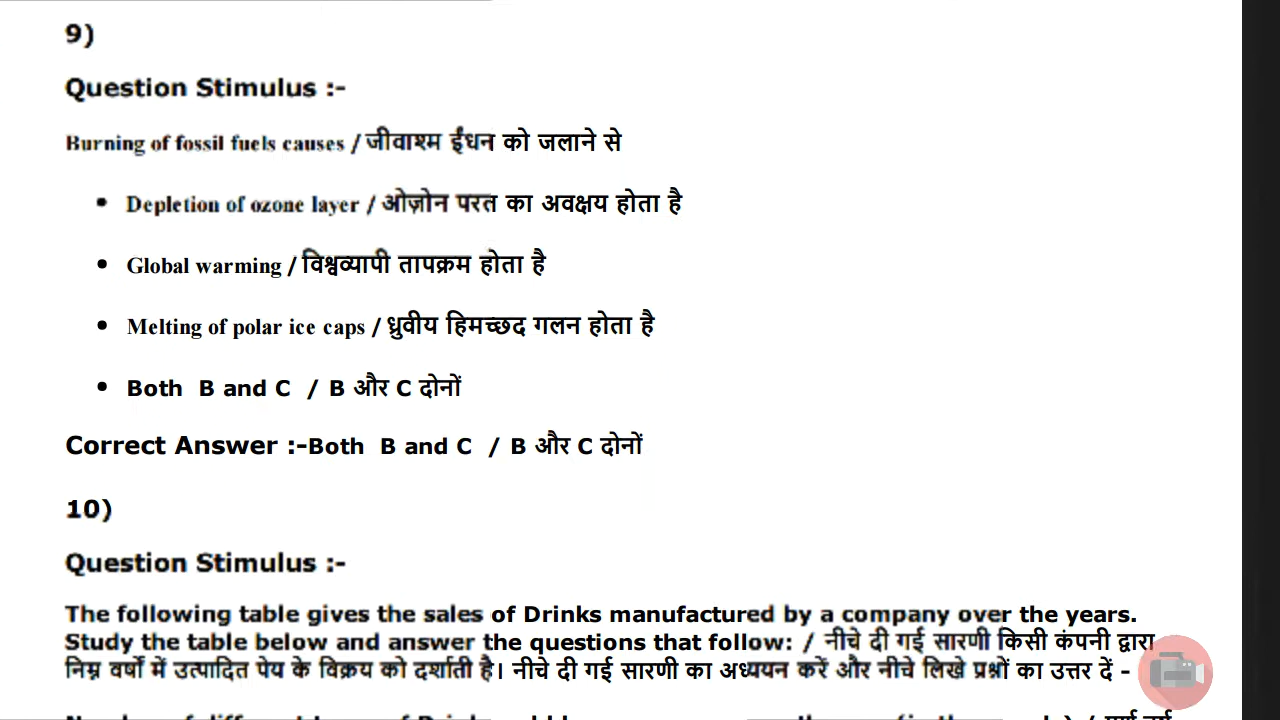 9)
Question Stimulus :-
Burning of fossil fuels causes / जीवाश्म ईंधन को जलाने से
• Depletion of ozone layer / ओज़ोन परत का अवक्षय होता है
• Global warming / विश्वव्यापी तापक्रम होता है
• Melting of polar ice caps / ध्रुवीय हिमच्छद गलन होता है
• Both B and C / B और C दोनों
Correct Answer :-Both B and C / B और C दोनों
10)
Question Stimulus :-
The following table gives the sales of Drinks manufactured by a company over the years.
Study the table below and answer the questions that follow: / नीचे दी गई सारणी किसी कंपनी द्वारा
निम्न वर्षों में उत्पादित पेय के विक्रय को दर्शाती है। नीचे दी गई सारणी का अध्ययन करें और नीचे लिखे प्रश्नों का उत्तर दें -